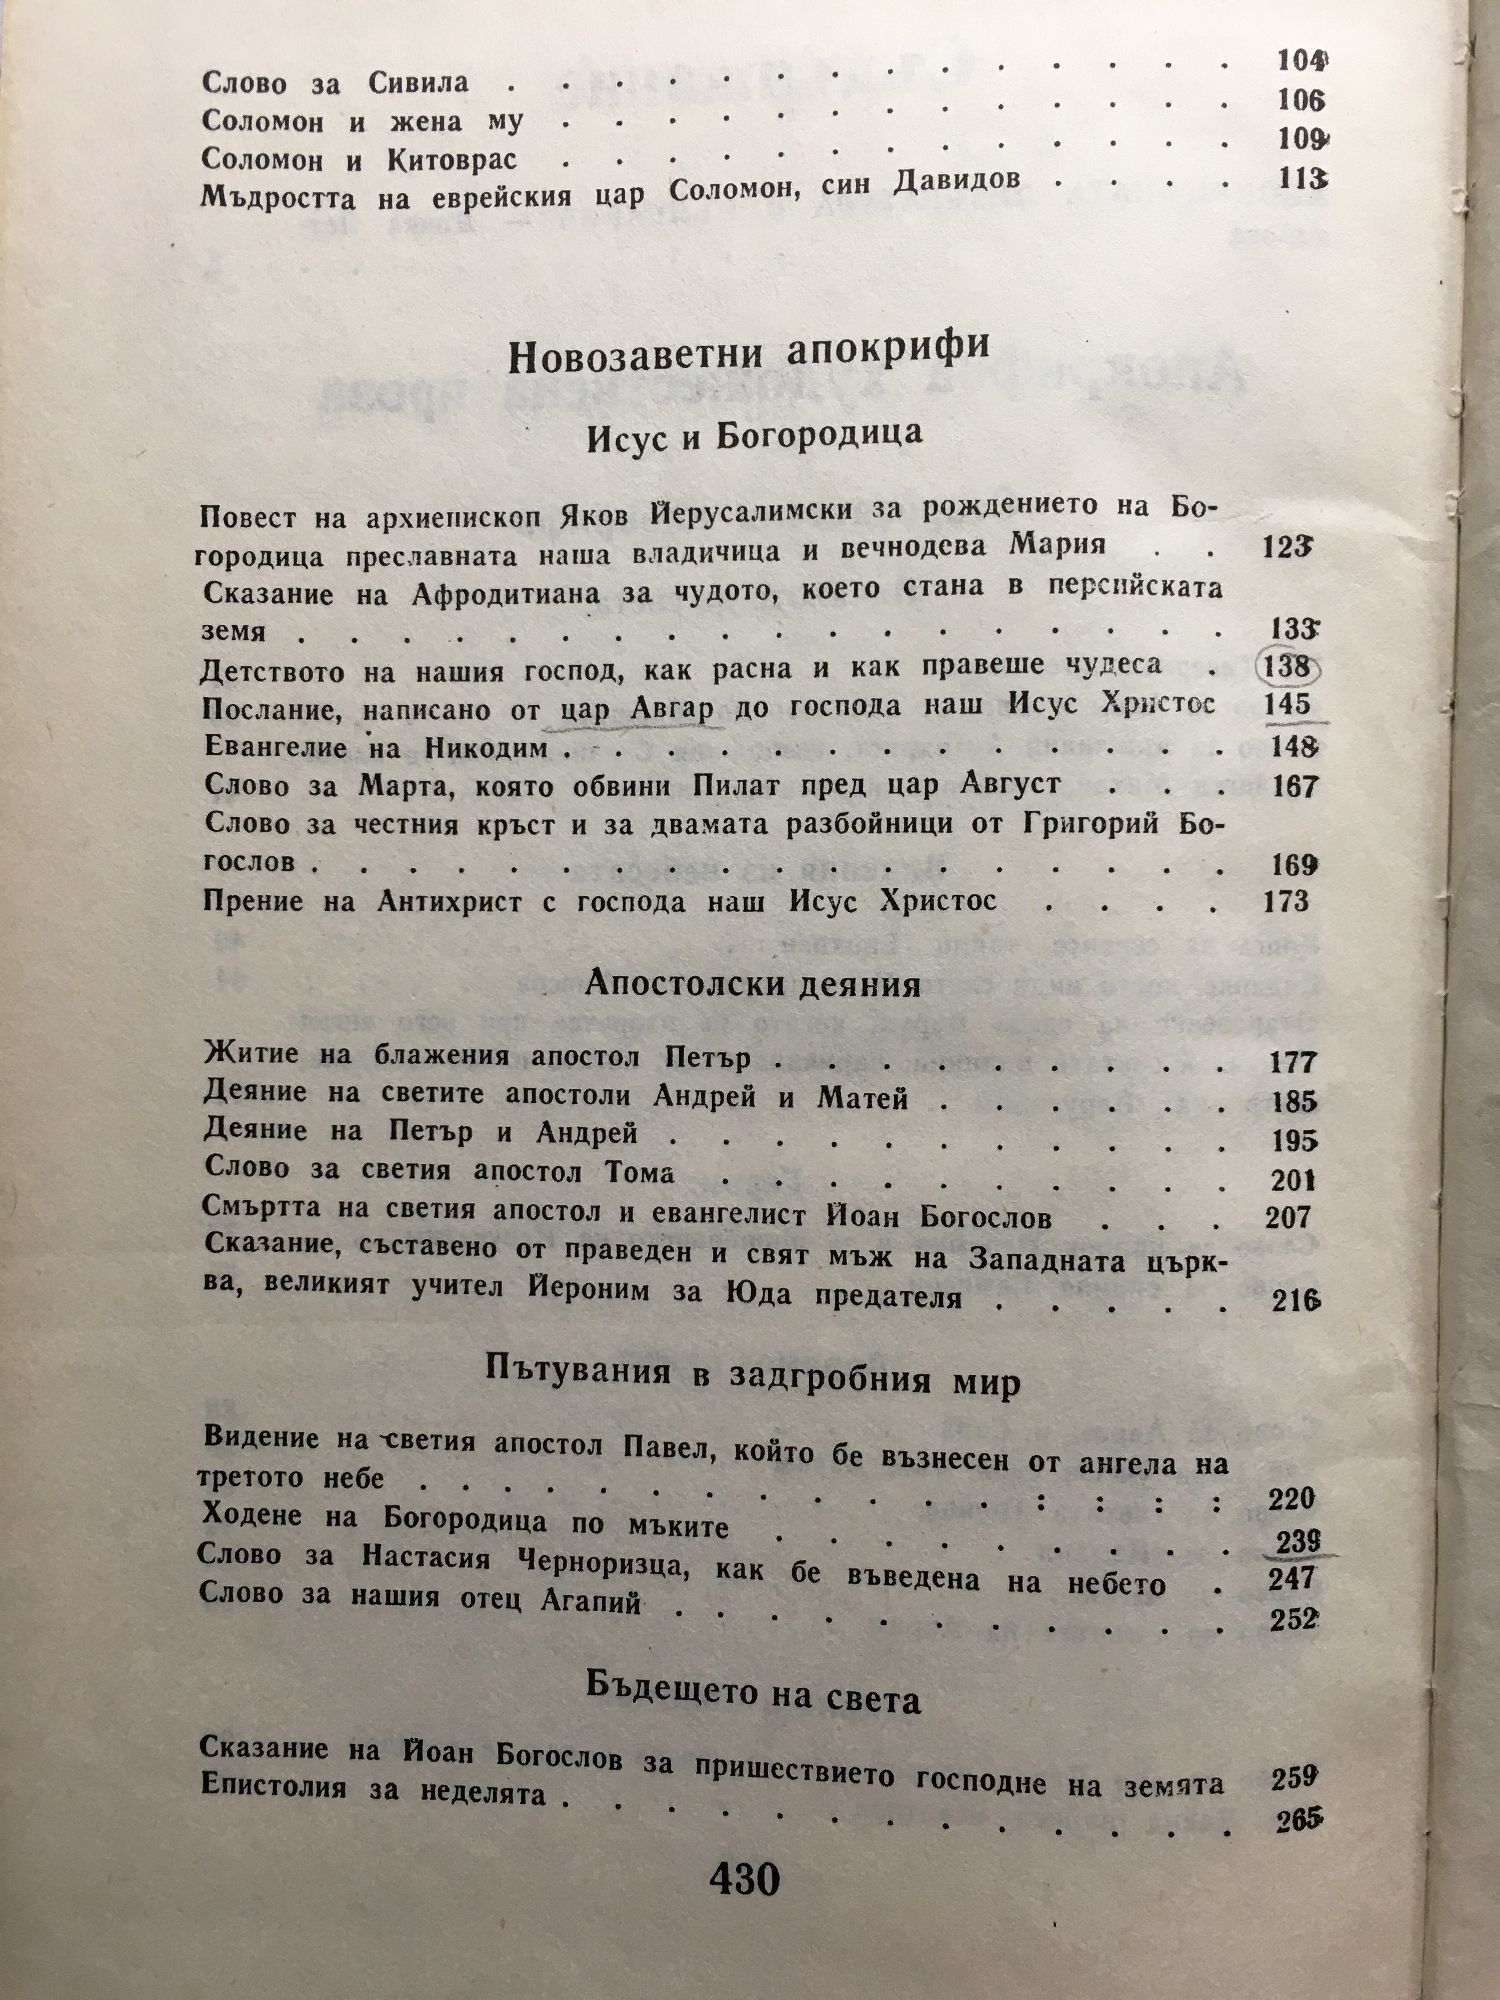 Слово за Сивила . . . . . . . . . . . . . . 104
Соломон и жена му . . . . . . . . . . . . . 106
Соломон и Китоврас . . . . . . . . . . . . . 109
Мъдростта на еврейския цар Соломон, син Давидов . . . . 113
Новозаветни апокрифи
Исус и Богородица
Повест на архиепископ Яков Йерусалимски за рождението на Бо-
городица преславната наша владичица и вечнодева Мария . . 123
Сказание на Афродитиана за чудото, което стана в персийската
земя . . . . . . . . . . . . . . . . . . 133
Детството на нашия господ, как расна и как правеше чудеса . 138
Послание, написано от цар Авгар до господа наш Исус Христос 145
Евангелие на Никодим . . . . . . . . . . . . . 148
Слово за Марта, която обвини Пилат пред цар Август . . . 167
Слово за честния кръст и за двамата разбойници от Григорий Бо-
гослов . . . . . . . . . . . . . . . . . 169
Прение на Антихрист с господа наш Исус Христос . . . . 173
Апостолски деяния
Житие на блажения апостол Петър . . . . . . . . . 177
Деяние на светите апостоли Андрей и Матей . . . . . . 185
Деяние на Петър и Андрей . . . . . . . . . . . 195
Слово за светия апостол Тома . . . . . . . . . . 201
Смъртта на светия апостол и евангелист Йоан Богослов . . . 207
Сказание, съставено от праведен и свят мъж на Западната църк-
ва, великият учител Йероним за Юда предателя . . . . . 216
Пътувания в задгробния мир
Видение на светия апостол Павел, който бе възнесен от ангела на
третото небе . . . . . . . . . . . . : : : : 220
Ходене на Богородица по мъките . . . . . . . . . 239
Слово за Настасия Черноризца, как бе въведена на небето . 247
Слово за нашия отец Агапий . . . . . . . . . . . 252
Бъдещето на света
Сказание на Йоан Богослов за пришествието господне на земята 259
Епистолия за неделята . . . . . . . . . . . . . 265
430